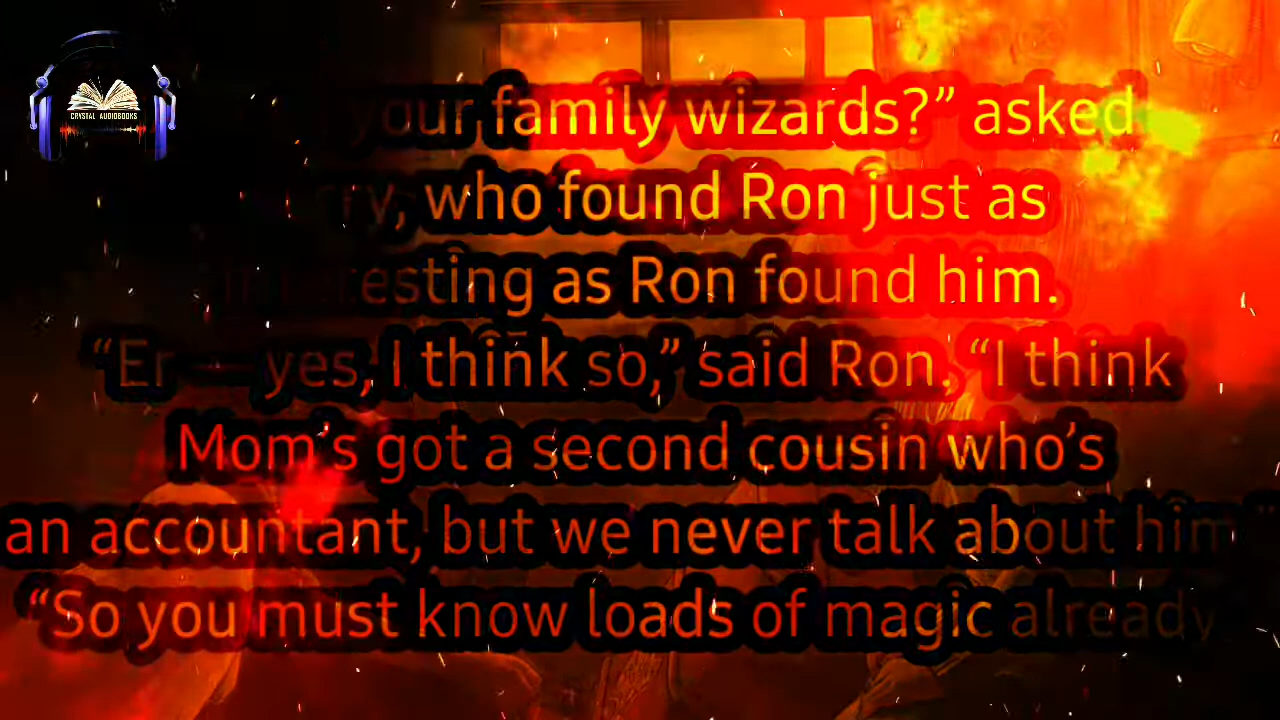 CRYSTAL AUDIOBOOKS
your family wizards?” asked
who found Ron just as
interesting as Ron found him.
“Er — yes, I think so,” said Ron. “I think
Mom’s got a second cousin who’s
an accountant, but we never talk about him.”
“So you must know loads of magic already